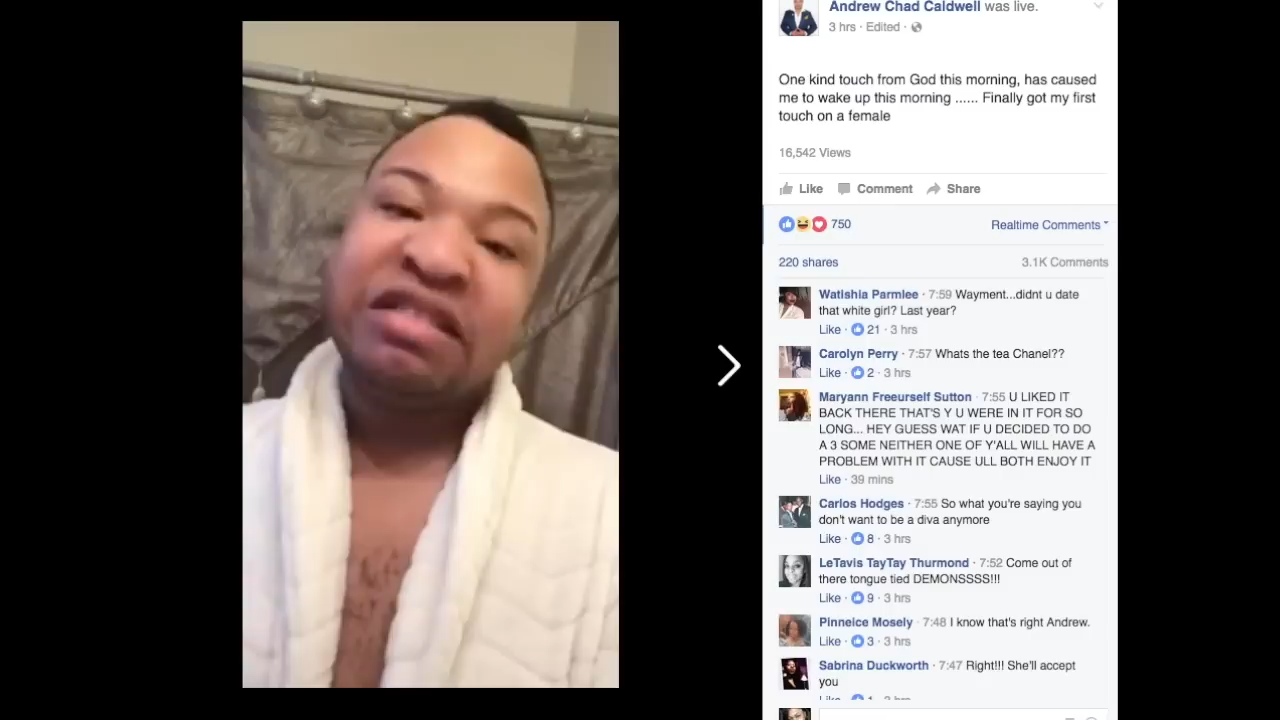 Andrew Chad Caldwell was live.
3 hrs · Edited ·
One kind touch from God this morning, has caused
me to wake up this morning ...... Finally got my first
touch on a female
16,542 Views
Like Comment Share
750 Realtime Comments
220 shares 3.1K Comments
Watishia Parmlee · 7:59 Wayment...didnt u date
that white girl? Last year?
Like · 21 · 3 hrs
Carolyn Perry · 7:57 Whats the tea Chanel??
Like · 2 · 3 hrs
Maryann Freeurself Sutton · 7:55 U LIKED IT
BACK THERE THAT'S Y U WERE IN IT FOR SO
LONG... HEY GUESS WAT IF U DECIDED TO DO
A 3 SOME NEITHER ONE OF Y'ALL WILL HAVE A
PROBLEM WITH IT CAUSE ULL BOTH ENJOY IT
Like · 39 mins
Carlos Hodges · 7:55 So what you're saying you
don't want to be a diva anymore
Like · 8 · 3 hrs
LeTavis TayTay Thurmond · 7:52 Come out of
there tongue tied DEMONSSSS!!!
Like · 9 · 3 hrs
Pinneice Mosely · 7:48 I know that's right Andrew.
Like · 3 · 3 hrs
Sabrina Duckworth · 7:47 Right!!! She'll accept
you